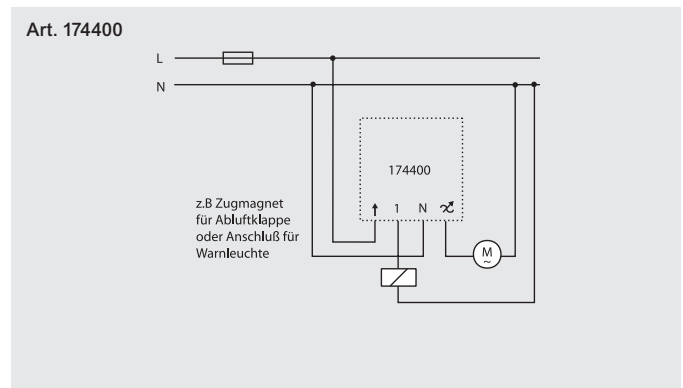 Art. 174400
L
N
174400
↑ 1 N
z.B Zugmagnet
für Abluftklappe
oder Anschluß für
Warnleuchte
M
~